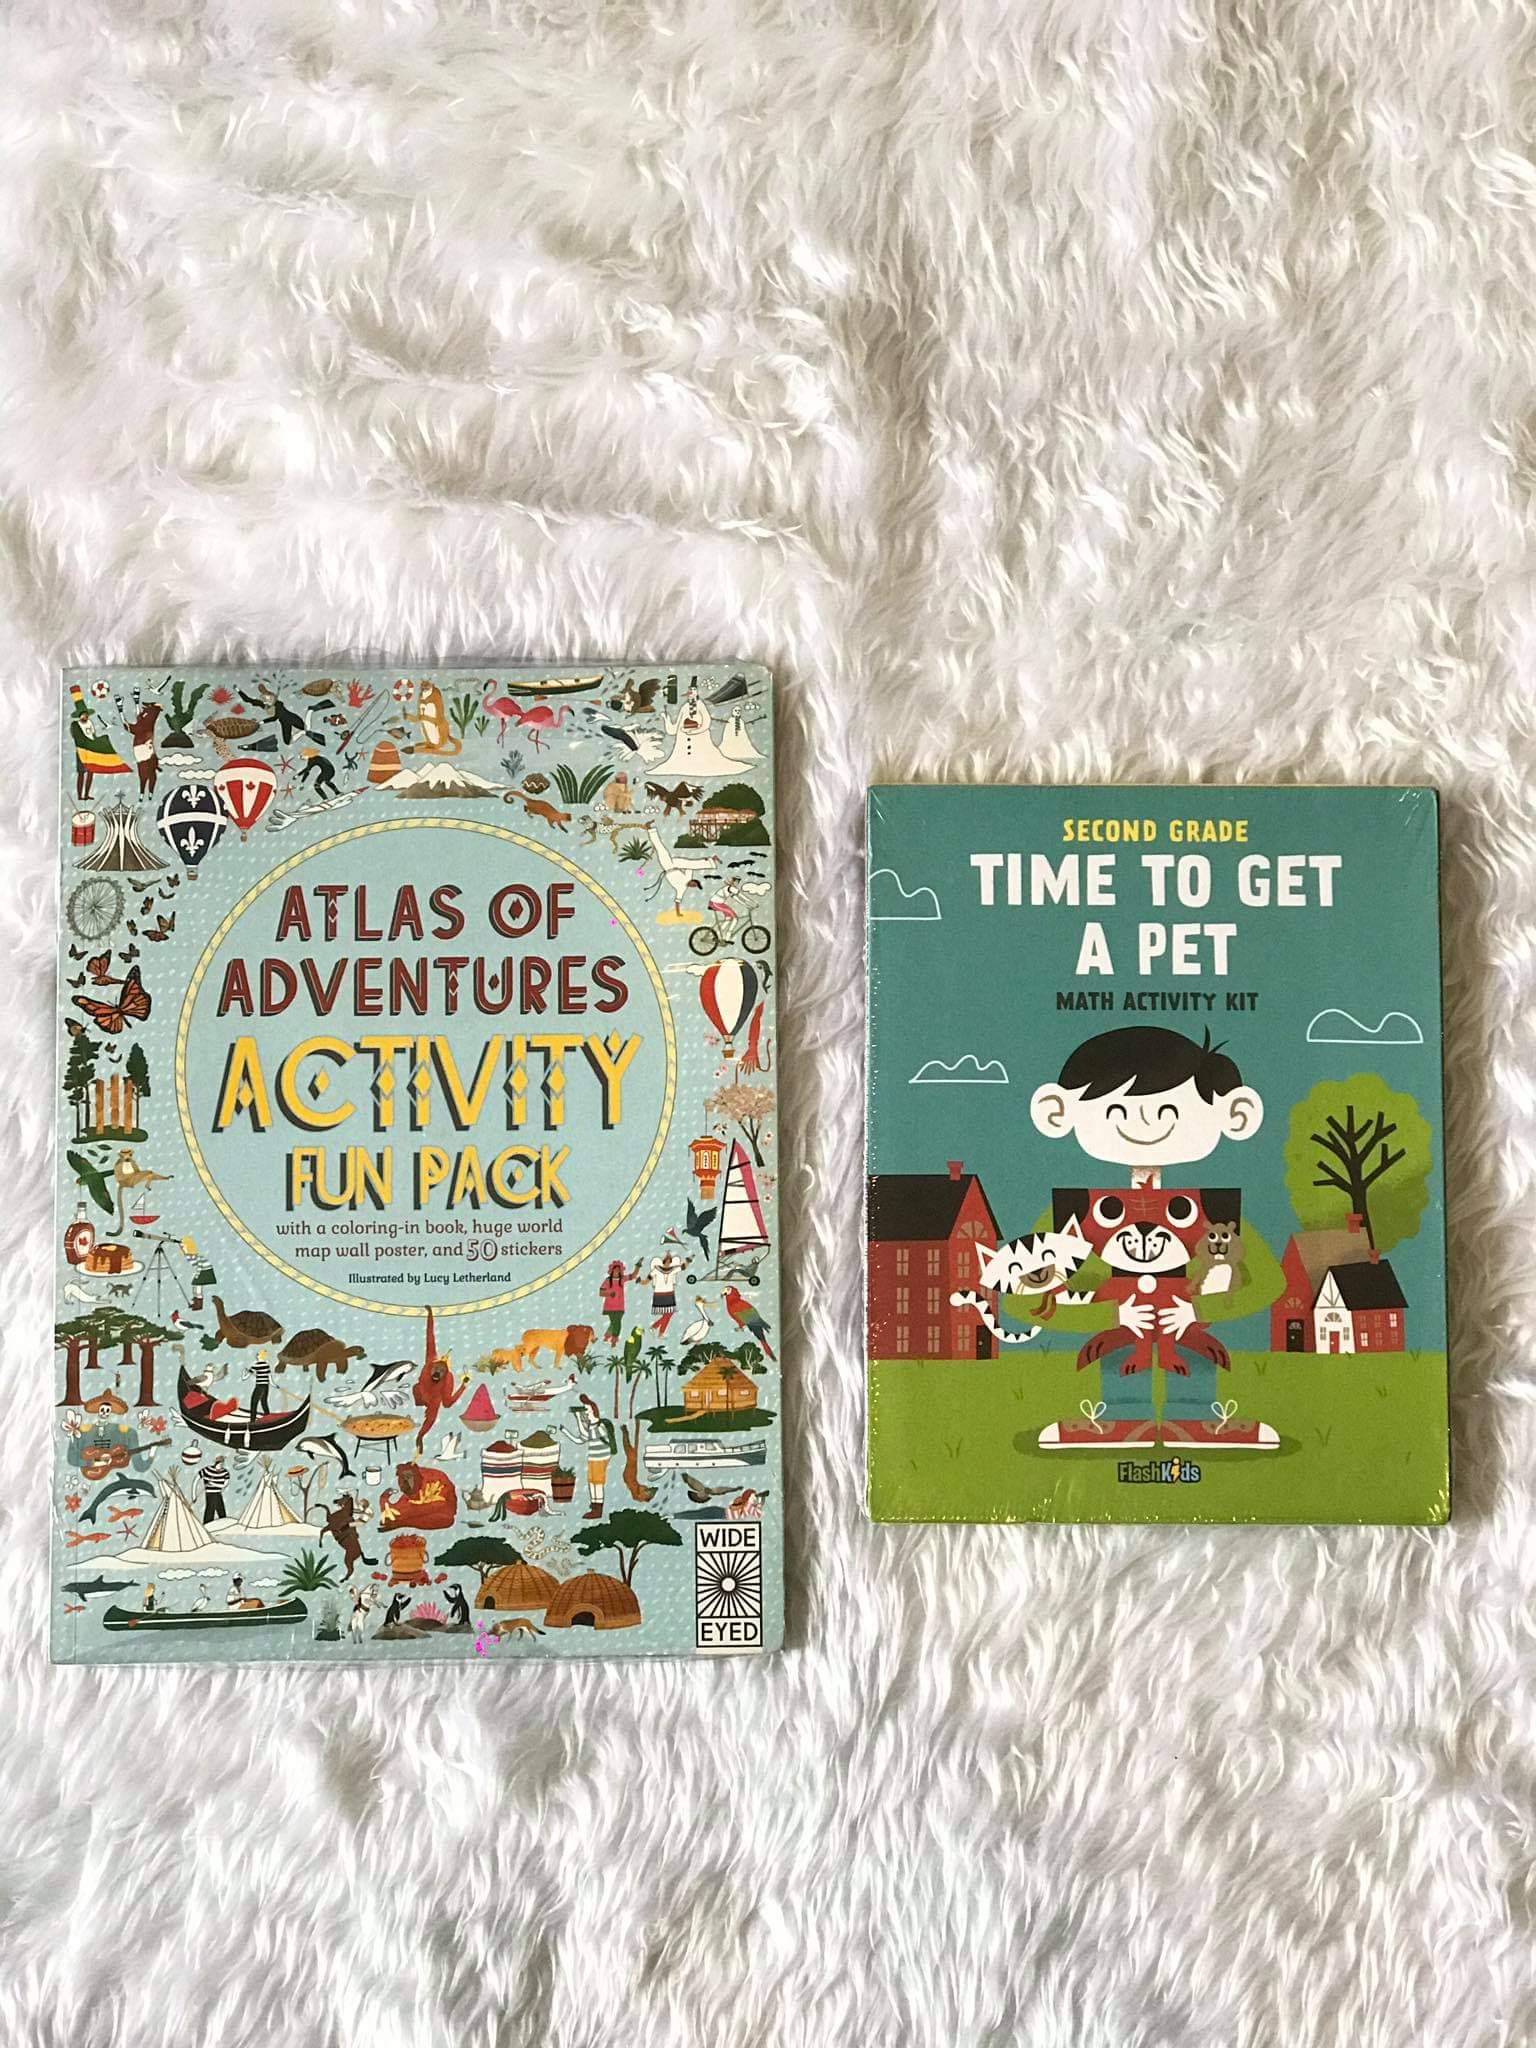 ATLAS OF
ADVENTURES
ACTIVITY
FUN PACK
with a coloring-in book, huge world
map wall poster, and 50 stickers
Illustrated by Lucy Letherland
WIDE
EYED
SECOND GRADE
TIME TO GET
A PET
MATH ACTIVITY KIT
FlashKids